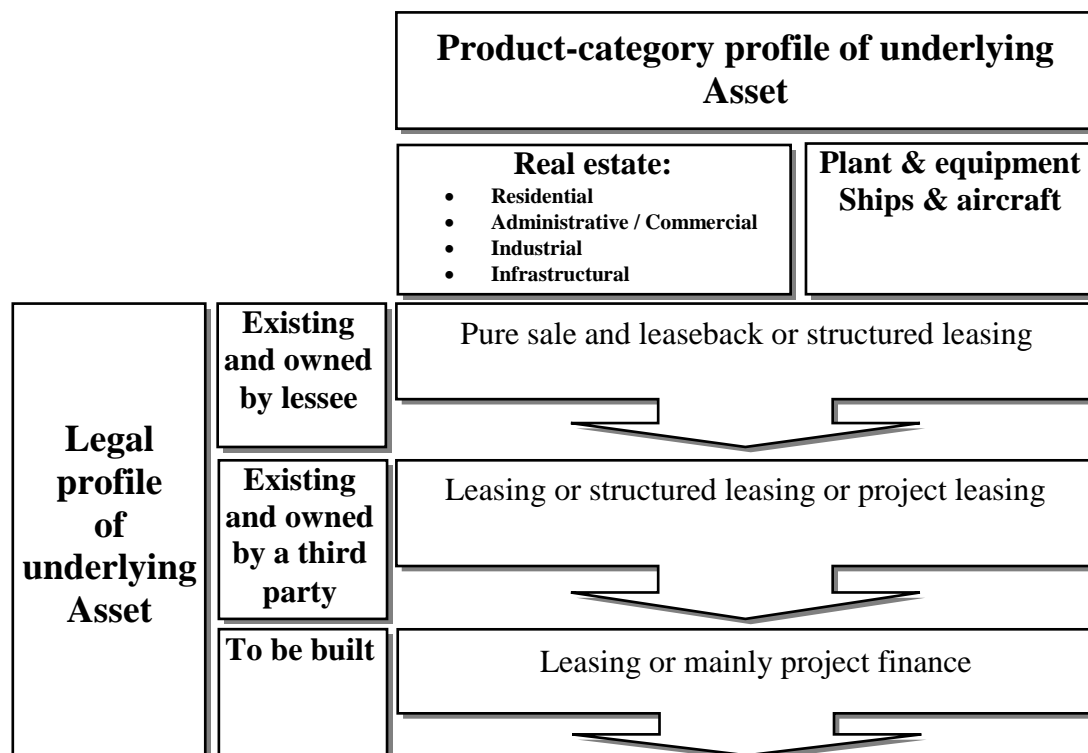 Product-category profile of underlying
Asset
Real estate:
• Residential
• Administrative / Commercial
• Industrial
• Infrastructural
Plant & equipment
Ships & aircraft
Legal
profile
of
underlying
Asset
Existing
and owned
by lessee
Pure sale and leaseback or structured leasing
Existing
and owned
by a third
party
Leasing or structured leasing or project leasing
To be built
Leasing or mainly project finance